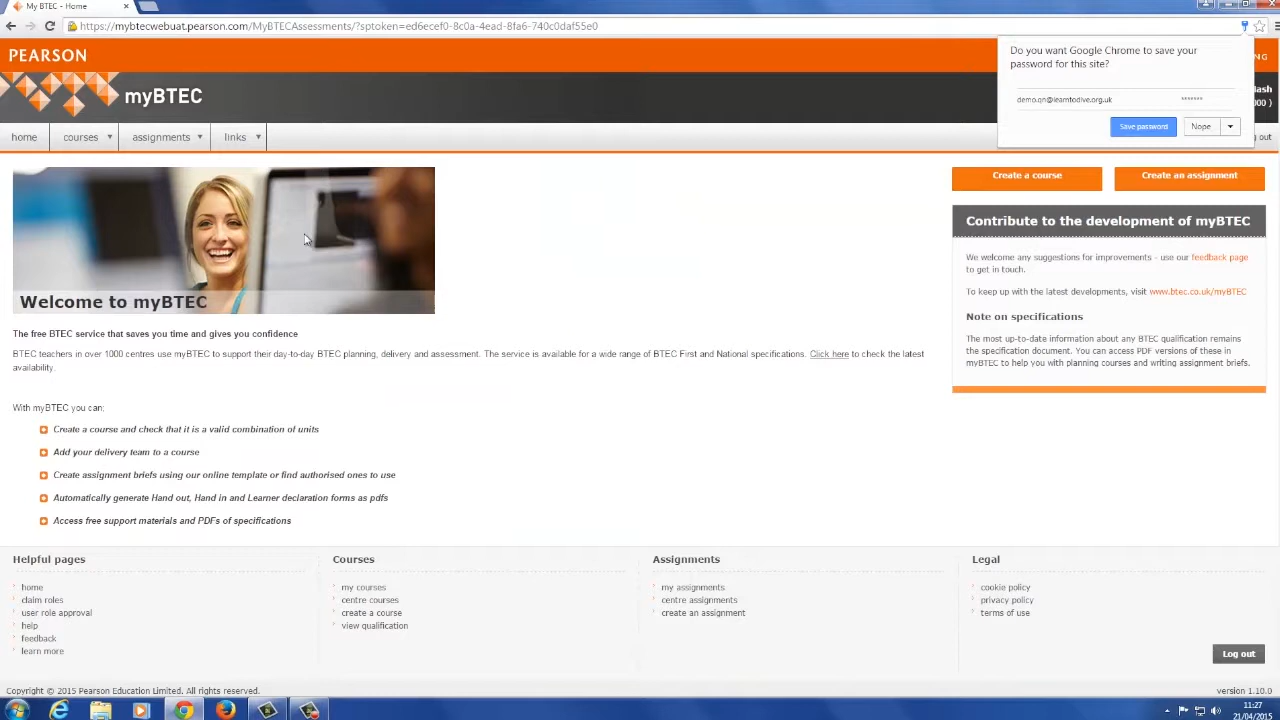 My BTEC - Home
https://mybtecwebuat.pearson.com/MyBTECAssessments/?sptoken=ed6ecef0-8c0a-4ead-8fa6-740c0daf55e0
PEARSON
myBTEC
Do you want Google Chrome to save your
password for this site?
demo.qn@learntodive.org.uk *******
Save password Nope
home courses assignments links
Create a course Create an assignment
Welcome to myBTEC
The free BTEC service that saves you time and gives you confidence
BTEC teachers in over 1000 centres use myBTEC to support their day-to-day BTEC planning, delivery and assessment. The service is available for a wide range of BTEC First and National specifications. Click here to check the latest
availability.
With myBTEC you can:
Create a course and check that it is a valid combination of units
Add your delivery team to a course
Create assignment briefs using our online template or find authorised ones to use
Automatically generate Hand out, Hand in and Learner declaration forms as pdfs
Access free support materials and PDFs of specifications
Contribute to the development of myBTEC
We welcome any suggestions for improvements - use our feedback page
to get in touch.
To keep up with the latest developments, visit www.btec.co.uk/myBTEC
Note on specifications
The most up-to-date information about any BTEC qualification remains
the specification document. You can access PDF versions of these in
myBTEC to help you with planning courses and writing assignment briefs.
Helpful pages
home
claim roles
user role approval
help
feedback
learn more
Courses
my courses
centre courses
create a course
view qualification
Assignments
my assignments
centre assignments
create an assignment
Legal
cookie policy
privacy policy
terms of use
Log out
Copyright © 2015 Pearson Education Limited. All rights reserved.
version 1.10.0
11:27
21/04/2015